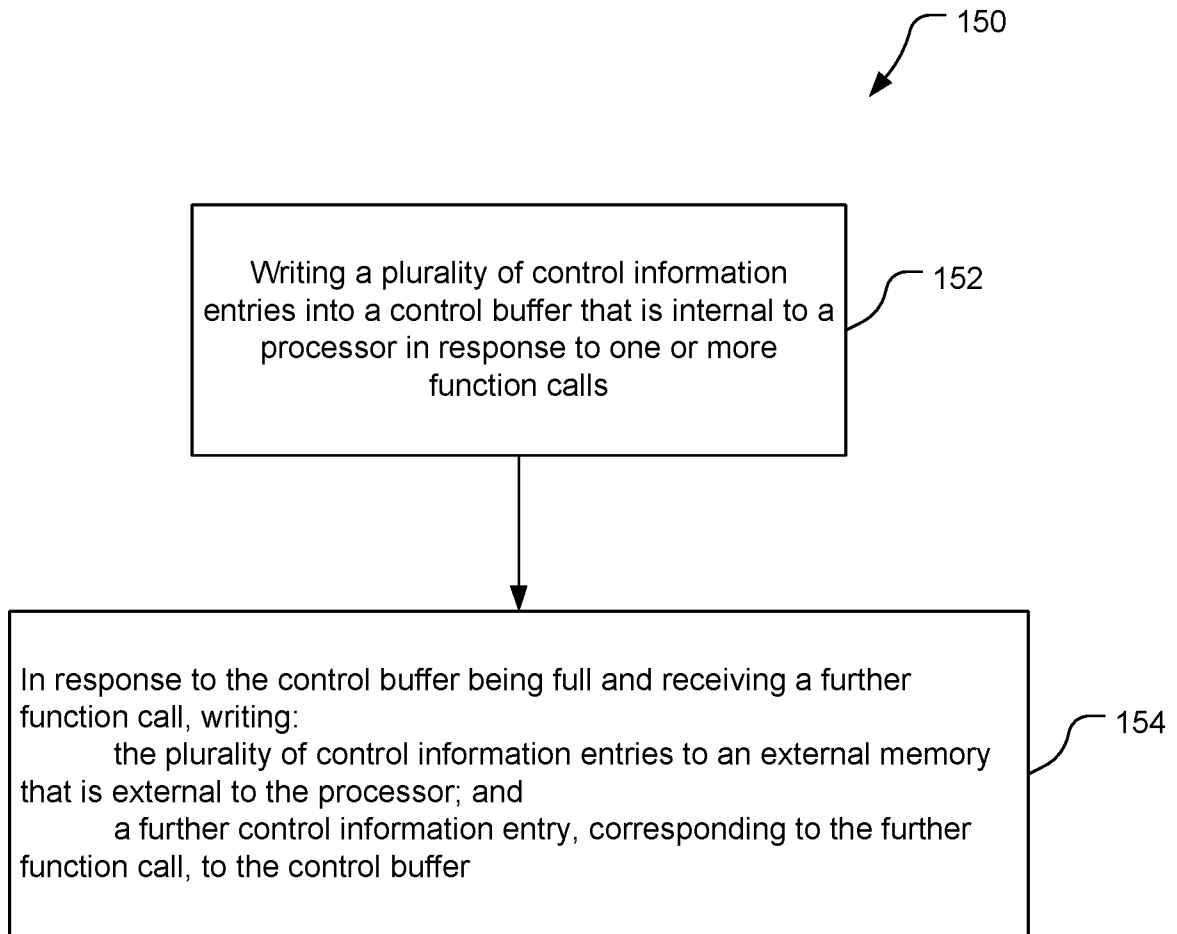 150
Writing a plurality of control information
entries into a control buffer that is internal to a
processor in response to one or more
function calls
152
In response to the control buffer being full and receiving a further
function call, writing:
the plurality of control information entries to an external memory
that is external to the processor; and
a further control information entry, corresponding to the further
function call, to the control buffer
154